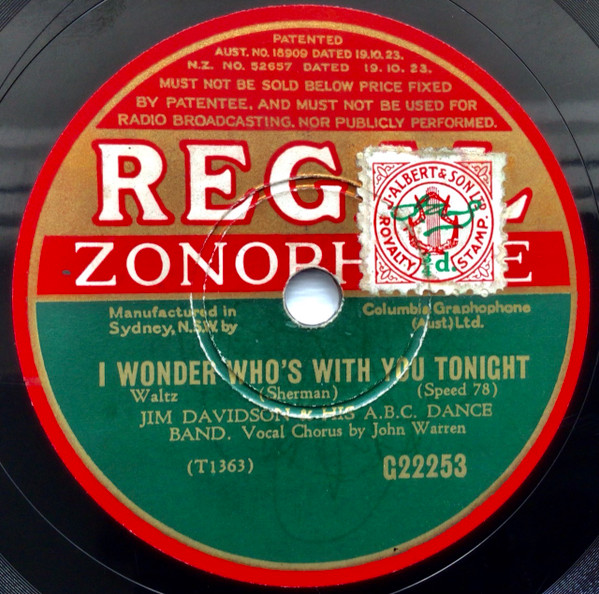 PATENTED
AUST. NO. 18909 DATED 19.10.23.
N.Z. NO. 52657 DATED 19.10.23.
MUST NOT BE SOLD BELOW PRICE FIXED
BY PATENTEE, AND MUST NOT BE USED FOR
RADIO BROADCASTING, NOR PUBLICLY PERFORMED.
REG L
J. ALBERT & SON LTD
ROYALTY STAMP.
d.
ZONOPH E
Manufactured in Columbia Graphophone
Sydney, N.S.W. by (Aust) Ltd.
I WONDER WHO'S WITH YOU TONIGHT
Waltz (Sherman) (Speed 78)
JIM DAVIDSON & HIS A.B.C. DANCE
BAND. Vocal Chorus by John Warren
(T1363) G22253